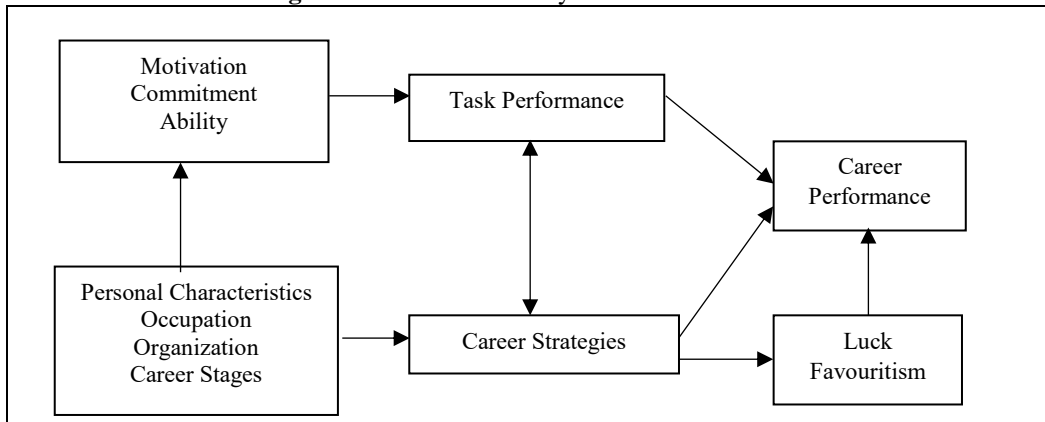 Motivation
Commitment
Ability
Task Performance
Career
Performance
Personal Characteristics
Occupation
Organization
Career Stages
Career Strategies
Luck
Favouritism